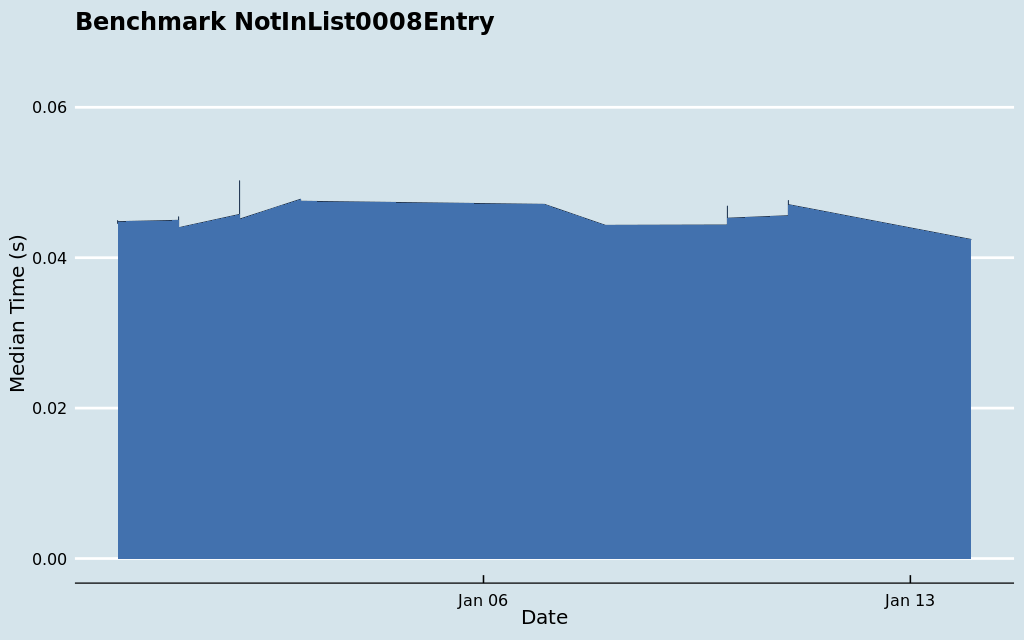 Benchmark NotInList0008Entry
0.06
0.04
0.02
0.00
Median Time (s)
Jan 06
Jan 13
Date